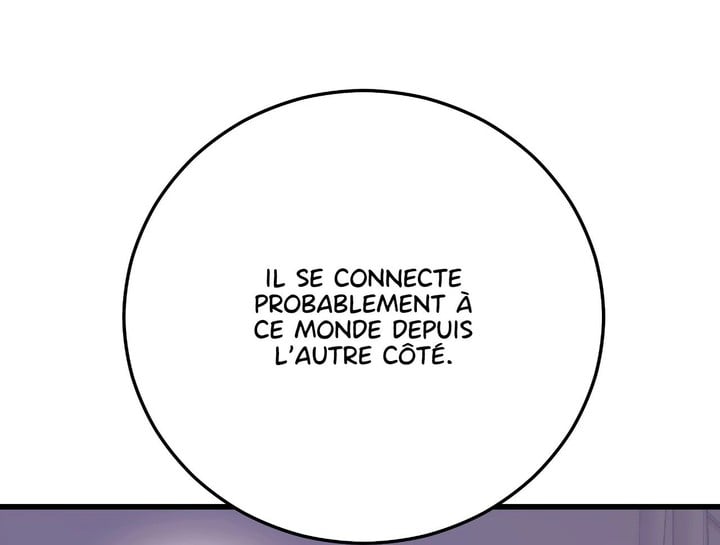 IL SE CONNECTE
PROBABLEMENT À
CE MONDE DEPUIS
L'AUTRE CÔTÉ.